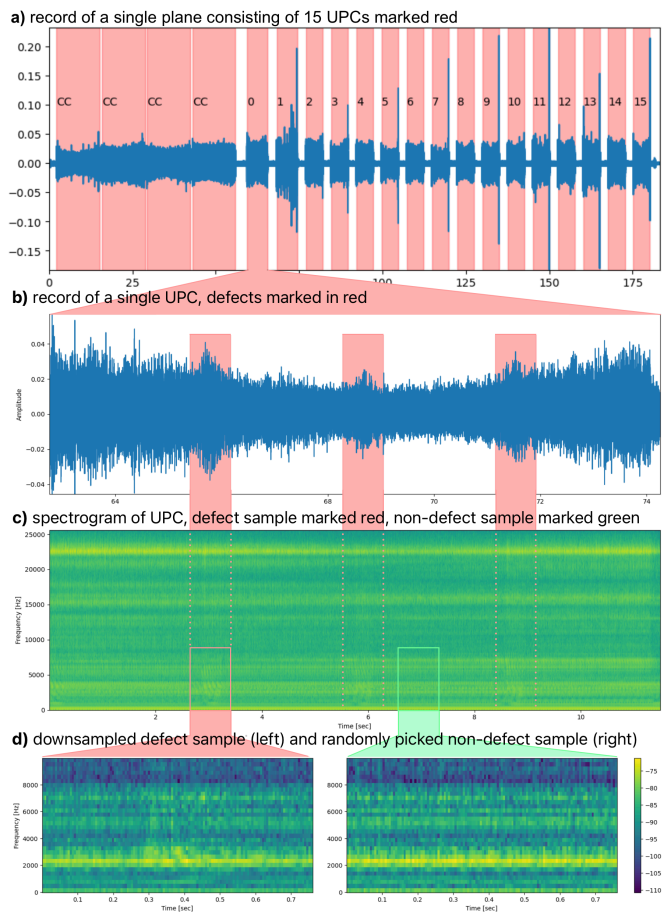 a) record of a single plane consisting of 15 UPCs marked red
0.20
0.15
0.10
0.05
0.00
−0.05
−0.10
−0.15
CC CC CC CC 0 1 2 3 4 5 6 7 8 9 10 11 12 13 14 15
0 25 100 125 150 175
b) record of a single UPC, defects marked in red
Amplitude
0.04
0.02
0.00
−0.02
−0.04
64 68 70 72 74
c) spectrogram of UPC, defect sample marked red, non-defect sample marked green
Frequency [Hz]
25000
20000
15000
10000
5000
0
2 4 6 8 10
Time [sec]
d) downsampled defect sample (left) and randomly picked non-defect sample (right)
Frequency [Hz]
8000
6000
4000
2000
0
0.1 0.2 0.3 0.4 0.5 0.6 0.7
Time [sec]
8000
6000
4000
2000
0
0.1 0.2 0.3 0.4 0.5 0.6 0.7
Time [sec]
−75
−80
−85
−90
−95
−100
−105
−110